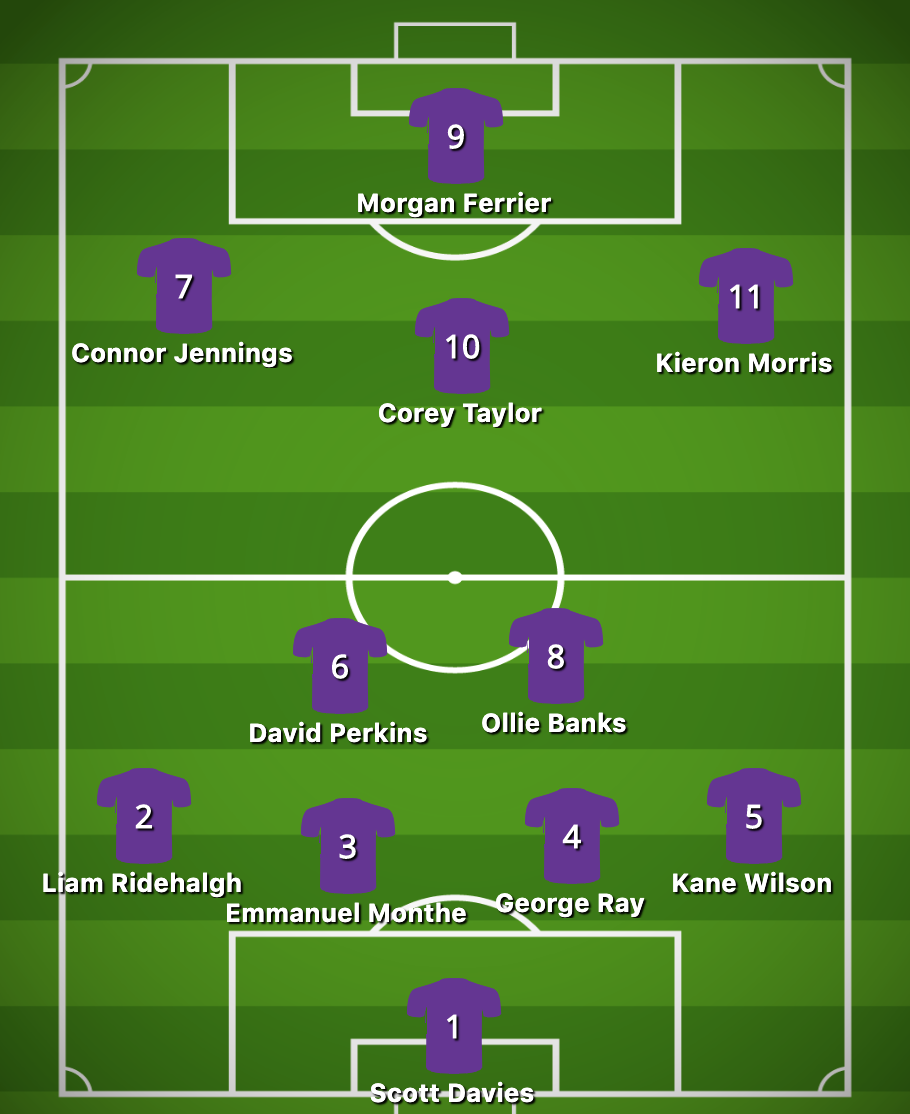 9
Morgan Ferrier
7
Connor Jennings
11
Kieron Morris
10
Corey Taylor
6
David Perkins
8
Ollie Banks
2
Liam Ridehalgh
3
Emmanuel Monthe
4
George Ray
5
Kane Wilson
1
Scott Davies